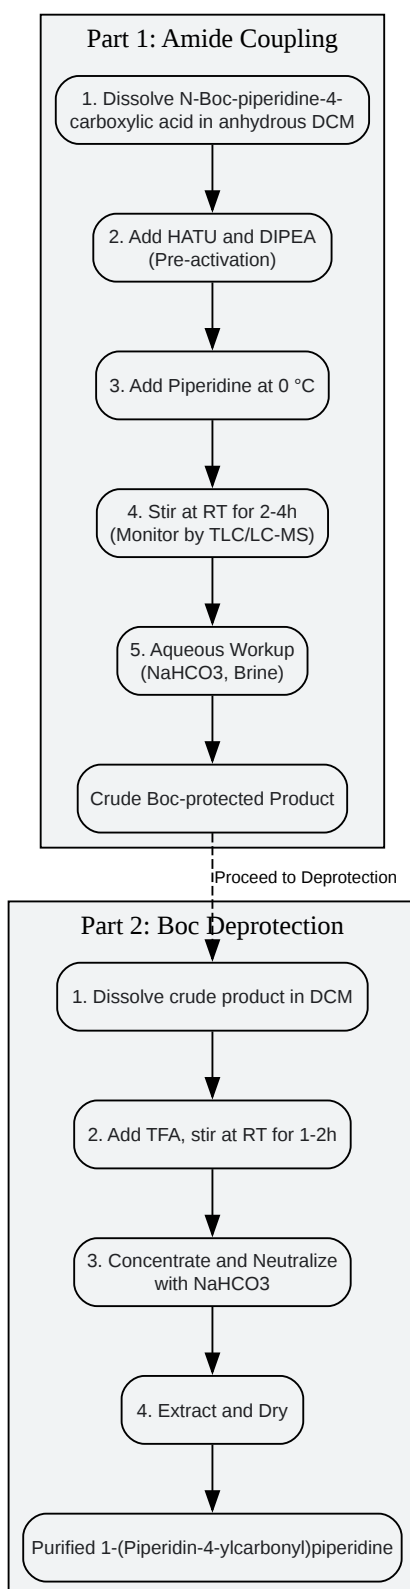 Part 1: Amide Coupling
1. Dissolve N-Boc-piperidine-4-
carboxylic acid in anhydrous DCM
2. Add HATU and DIPEA
(Pre-activation)
3. Add Piperidine at 0 °C
4. Stir at RT for 2-4h
(Monitor by TLC/LC-MS)
5. Aqueous Workup
(NaHCO3, Brine)
Crude Boc-protected Product
Proceed to Deprotection
Part 2: Boc Deprotection
1. Dissolve crude product in DCM
2. Add TFA, stir at RT for 1-2h
3. Concentrate and Neutralize
with NaHCO3
4. Extract and Dry
Purified 1-(Piperidin-4-ylcarbonyl)piperidine